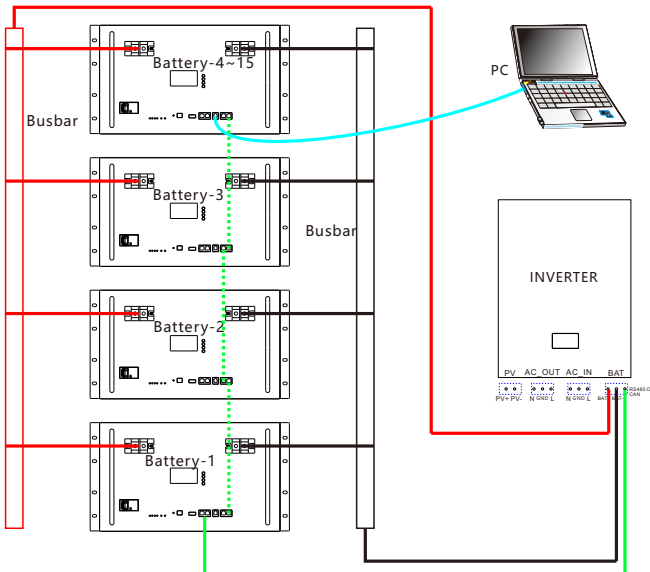 Battery-4~15
PC
Busbar
Battery-3
Busbar
INVERTER
Battery-2
PV AC_OUT AC_IN BAT
PV+ PV- N GND L N GND L
CAN
Battery-1